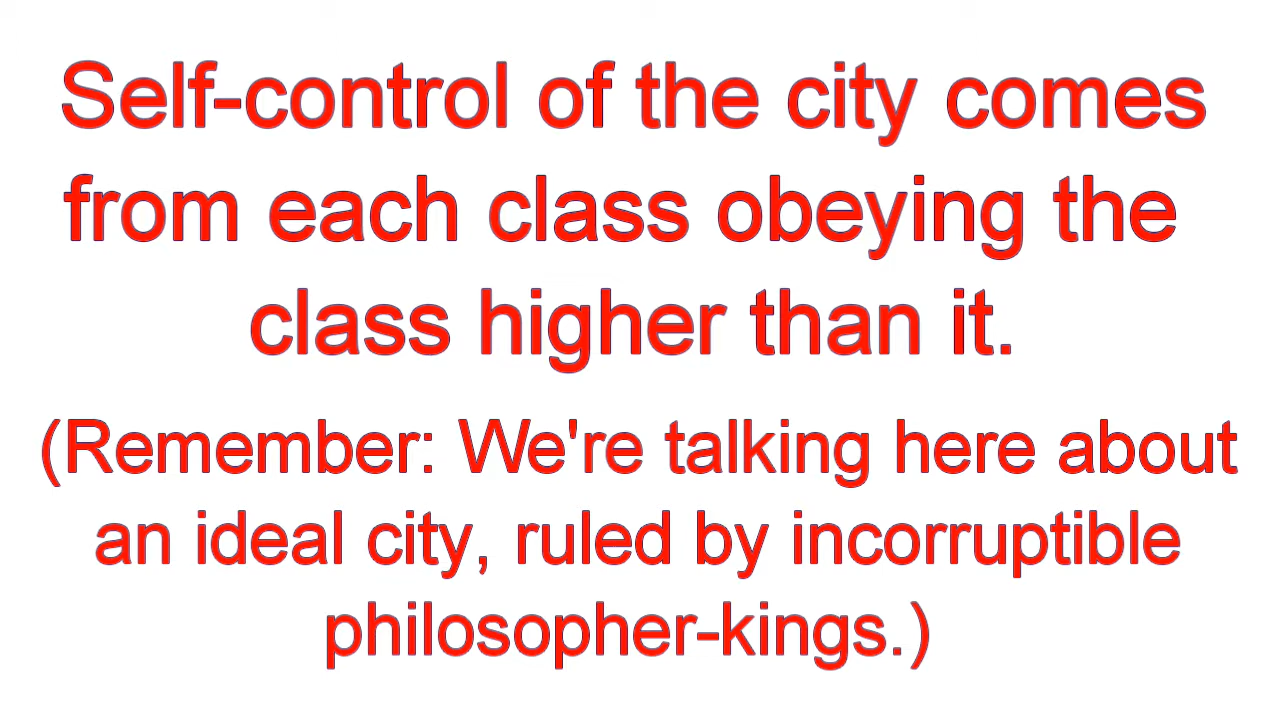 Self-control of the city comes
from each class obeying the
class higher than it.
(Remember: We're talking here about
an ideal city, ruled by incorruptible
philosopher-kings.)